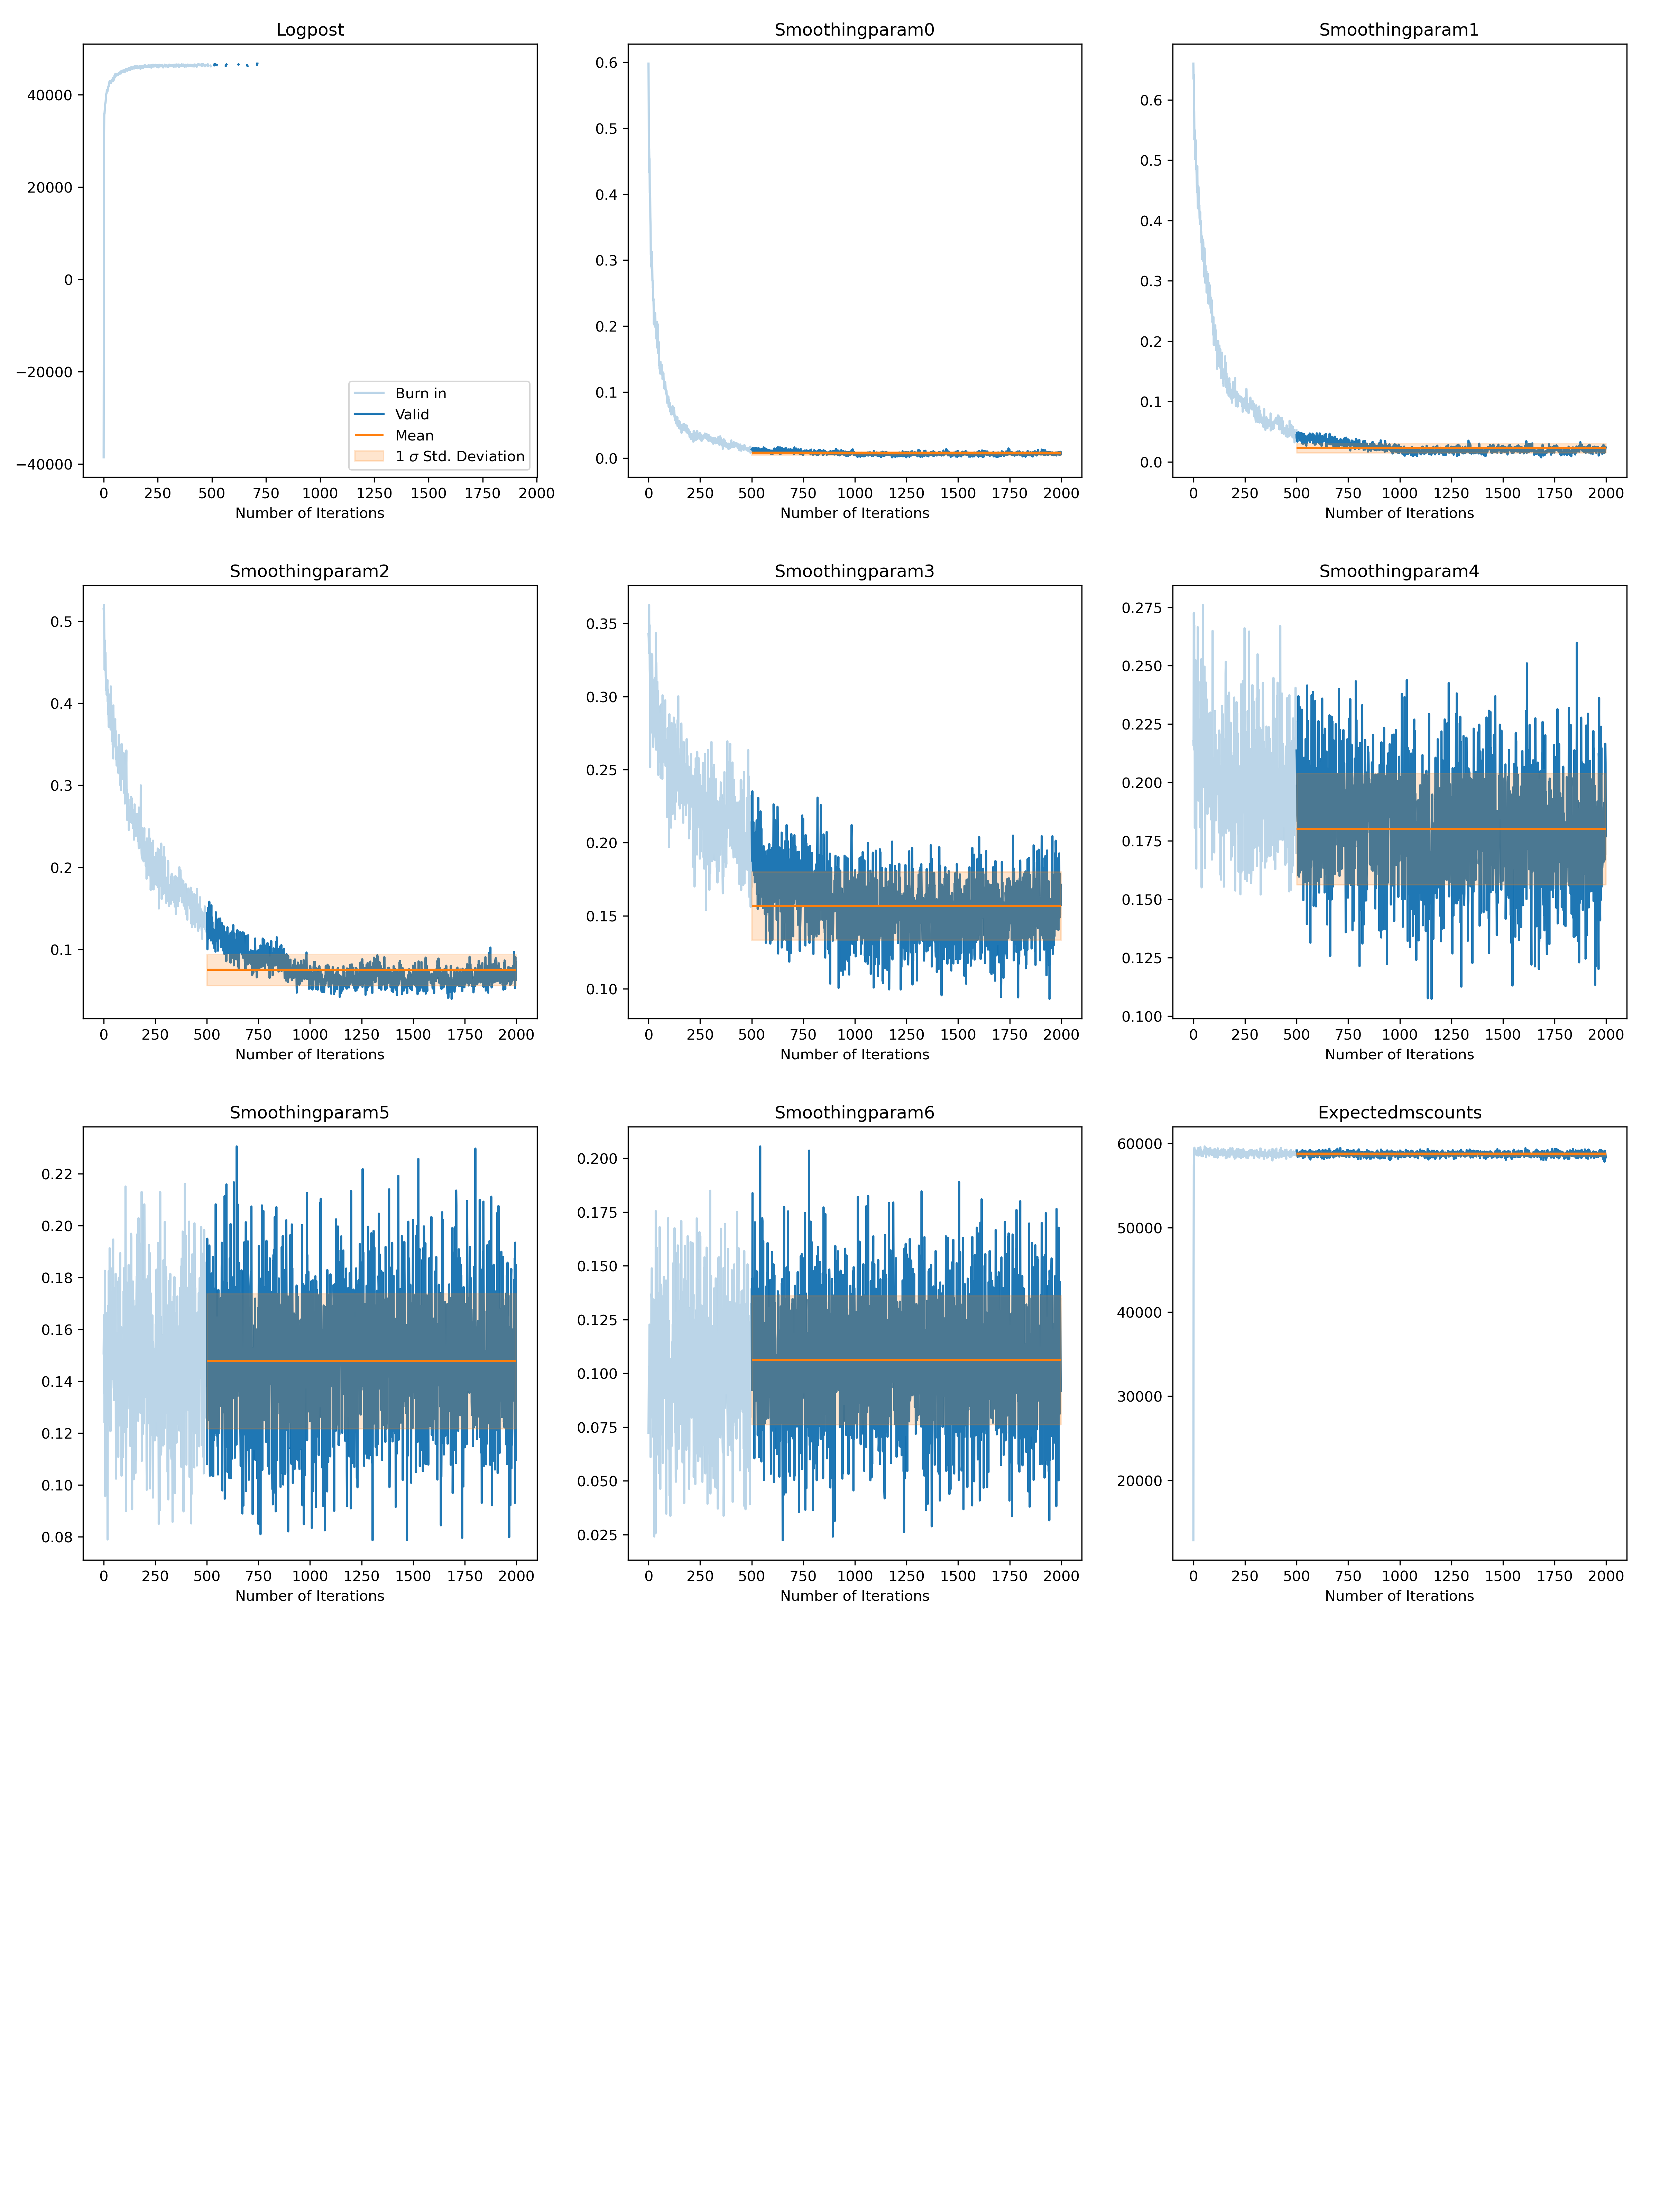 Logpost
40000
20000
0
−20000
−40000
Burn in
Valid
Mean
1 σ Std. Deviation
0 250 500 750 1000 1250 1500 1750 2000
Number of Iterations
Smoothingparam0
0.6
0.5
0.4
0.3
0.2
0.1
0.0
0 250 500 750 1000 1250 1500 1750 2000
Number of Iterations
Smoothingparam1
0.6
0.5
0.4
0.3
0.2
0.1
0.0
0 250 500 750 1000 1250 1500 1750 2000
Number of Iterations
Smoothingparam2
0.5
0.4
0.3
0.2
0.1
0 250 500 750 1000 1250 1500 1750 2000
Number of Iterations
Smoothingparam3
0.35
0.30
0.25
0.20
0.15
0.10
0 250 500 750 1000 1250 1500 1750 2000
Number of Iterations
Smoothingparam4
0.275
0.250
0.225
0.200
0.175
0.150
0.125
0.100
0 250 500 750 1000 1250 1500 1750 2000
Number of Iterations
Smoothingparam5
0.22
0.20
0.18
0.16
0.14
0.12
0.10
0.08
0 250 500 750 1000 1250 1500 1750 2000
Number of Iterations
Smoothingparam6
0.200
0.175
0.150
0.125
0.100
0.075
0.050
0.025
0 250 500 750 1000 1250 1500 1750 2000
Number of Iterations
Expectedmscounts
60000
50000
40000
30000
20000
0 250 500 750 1000 1250 1500 1750 2000
Number of Iterations